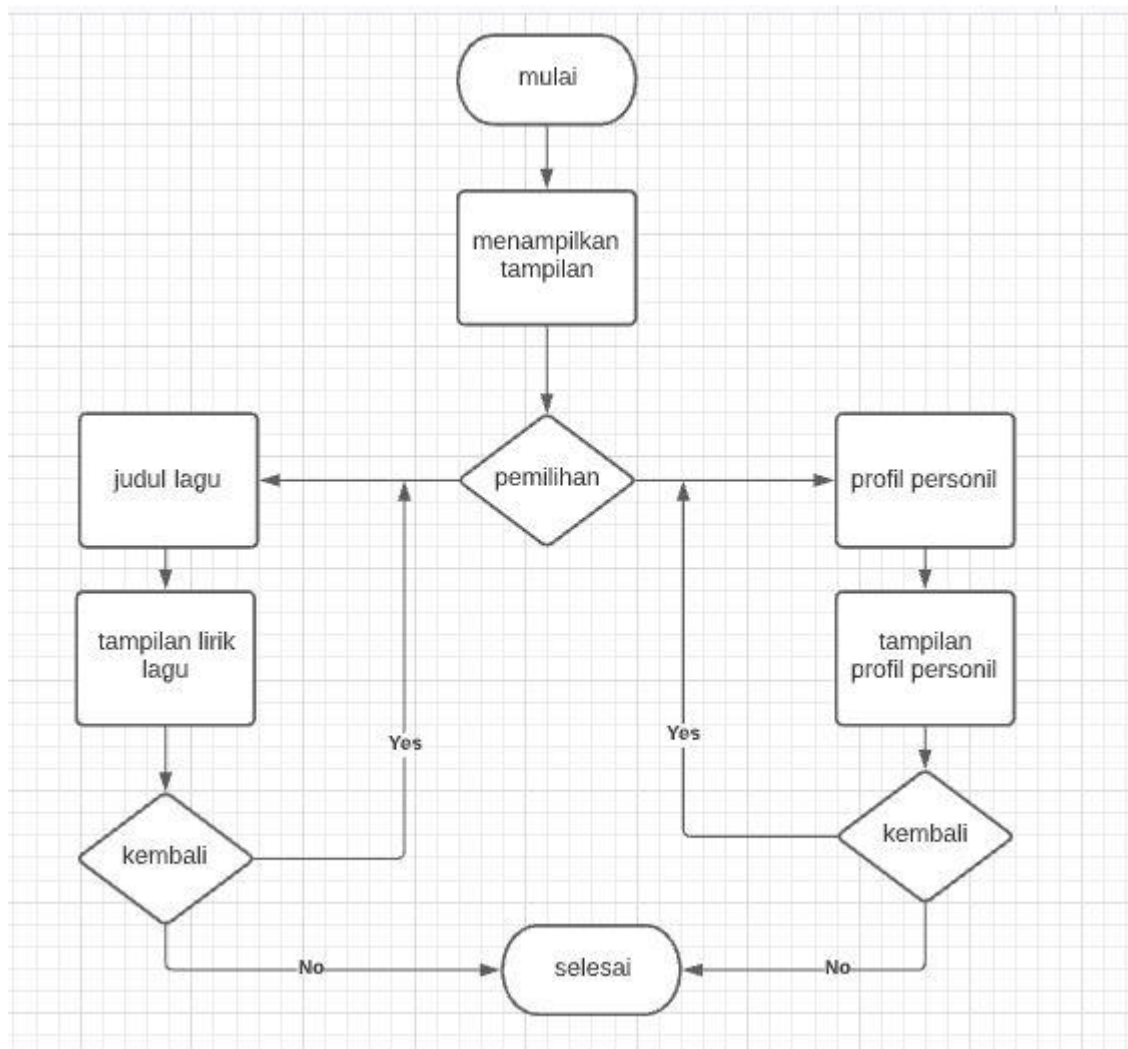 mulai
menampilkan
tampilan
pemilihan
judul lagu
profil personil
tampilan lirik
lagu
tampilan
profil personil
Yes
Yes
kembali
kembali
No
selesai
No